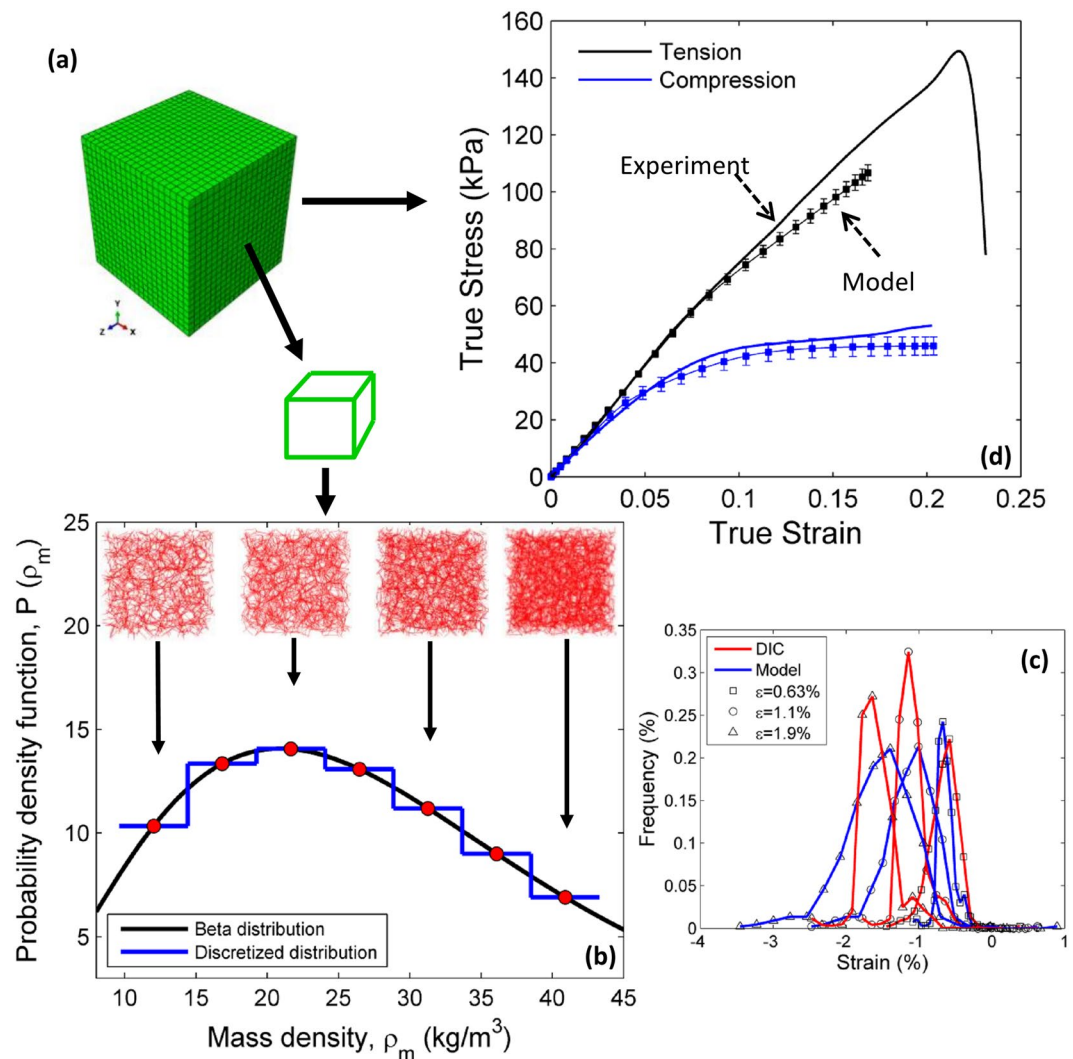 (a)
Y
Z
X
160
140
120
100
80
60
40
20
0
True Stress (kPa)
Tension
Compression
Experiment
Model
(d)
0
0.05
0.1
0.15
0.2
0.25
True Strain
25
20
15
10
5
Probability density function, P (ρm)
Beta distribution
Discretized distribution
(b)
10
15
20
25
30
35
40
45
Mass density, ρm (kg/m³)
0.35
0.3
0.25
0.2
0.15
0.1
0.05
0
Frequency (%)
DIC
Model
ε=0.63%
ε=1.1%
ε=1.9%
(c)
-4
-3
-2
-1
0
1
Strain (%)